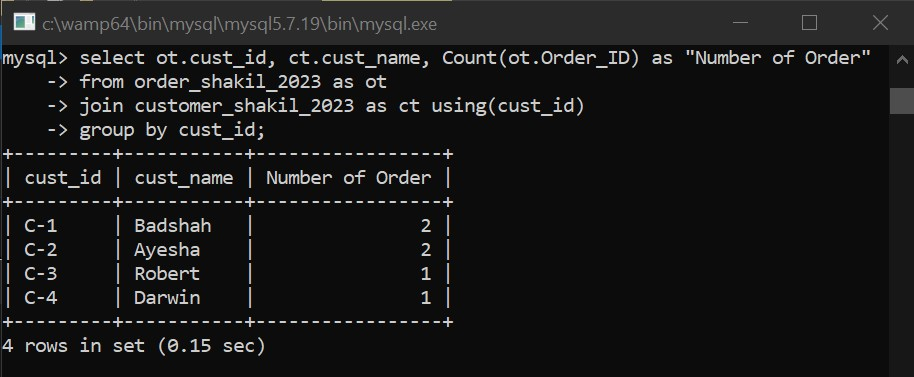 c:\wamp64\bin\mysql\mysql5.7.19\bin\mysql.exe
mysql> select ot.cust_id, ct.cust_name, Count(ot.Order_ID) as "Number of Order"
    -> from order_shakil_2023 as ot
    -> join customer_shakil_2023 as ct using(cust_id)
    -> group by cust_id;
+---------+-----------+-----------------+
| cust_id | cust_name | Number of Order |
+---------+-----------+-----------------+
| C-1     | Badshah   |               2 |
| C-2     | Ayesha    |               2 |
| C-3     | Robert    |               1 |
| C-4     | Darwin    |               1 |
+---------+-----------+-----------------+
4 rows in set (0.15 sec)